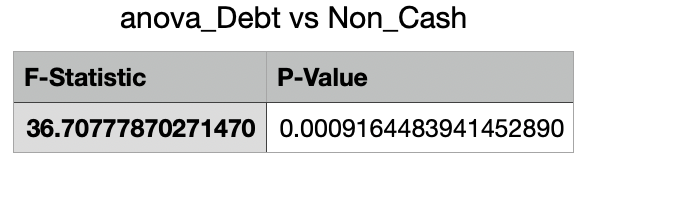 anova_Debt vs Non_Cash
F-Statistic P-Value
36.70777870271470 0.0009164483941452890